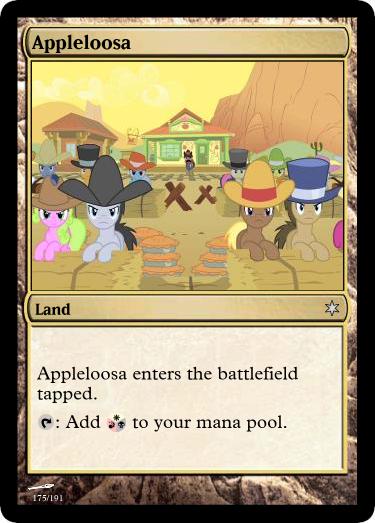 Appleloosa
Land
Appleloosa enters the battlefield
tapped.
: Add to your mana pool.
175/191